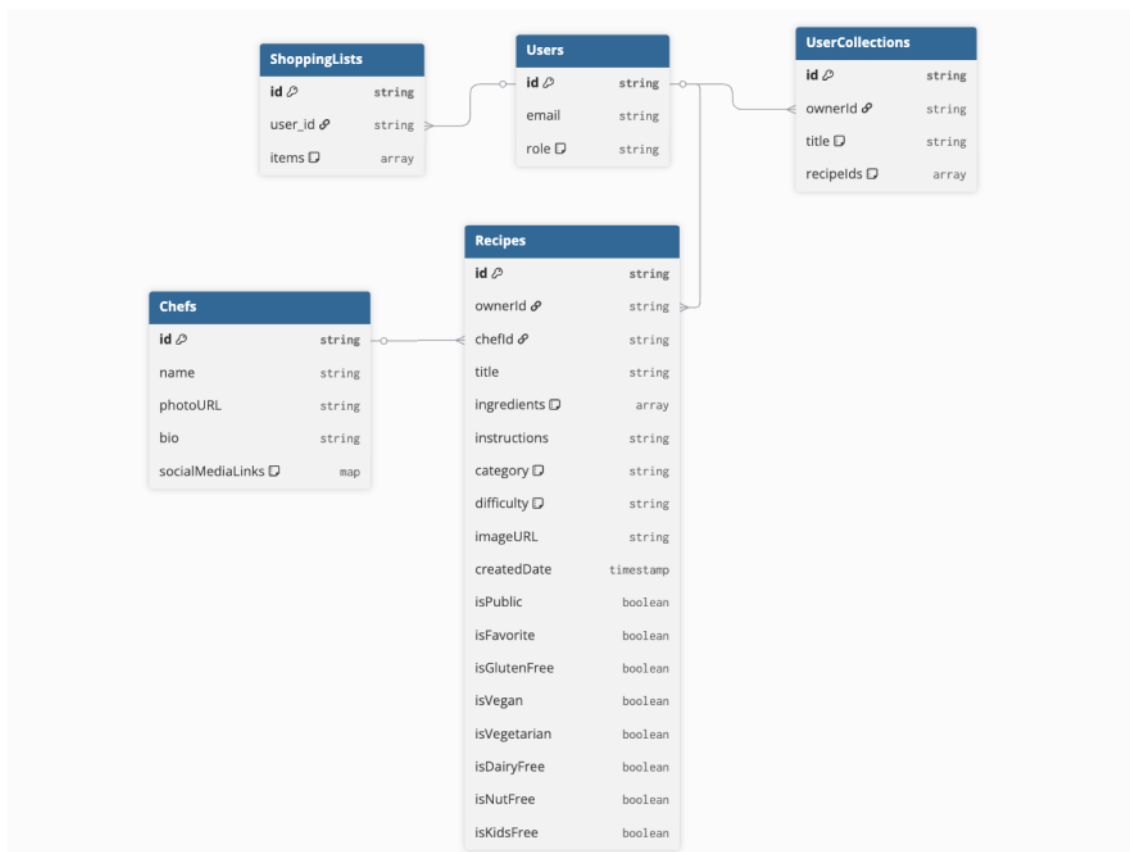 ShoppingLists
id string
user_id string
items array
Users
id string
email string
role string
UserCollections
id string
ownerId string
title string
recipeIds array
Chefs
id string
name string
photoURL string
bio string
socialMediaLinks map
Recipes
id string
ownerId string
chefId string
title string
ingredients array
instructions string
category string
difficulty string
imageURL string
createdDate timestamp
isPublic boolean
isFavorite boolean
isGlutenFree boolean
isVegan boolean
isVegetarian boolean
isDairyFree boolean
isNutFree boolean
isKidsFree boolean